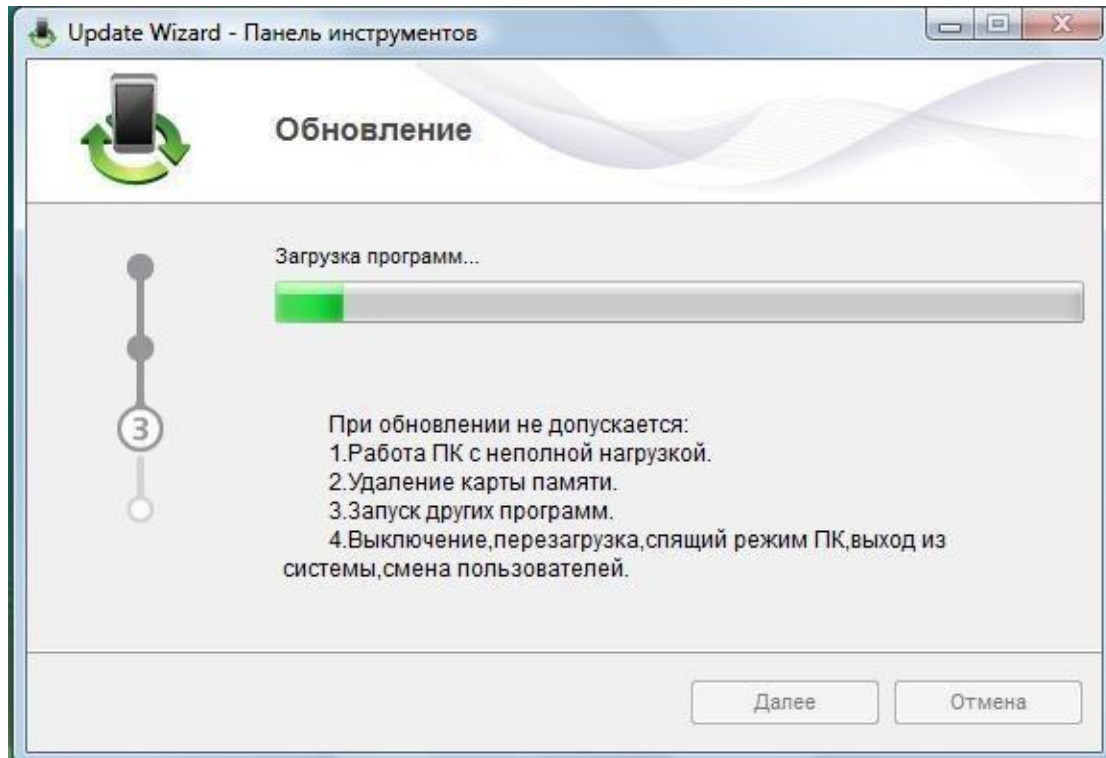 Update Wizard - Панель инструментов
Обновление
Загрузка программ...
3
При обновлении не допускается:
1.Работа ПК с неполной нагрузкой.
2.Удаление карты памяти.
3.Запуск других программ.
4.Выключение,перезагрузка,спящий режим ПК,выход из
системы,смена пользователей.
Далее
Отмена